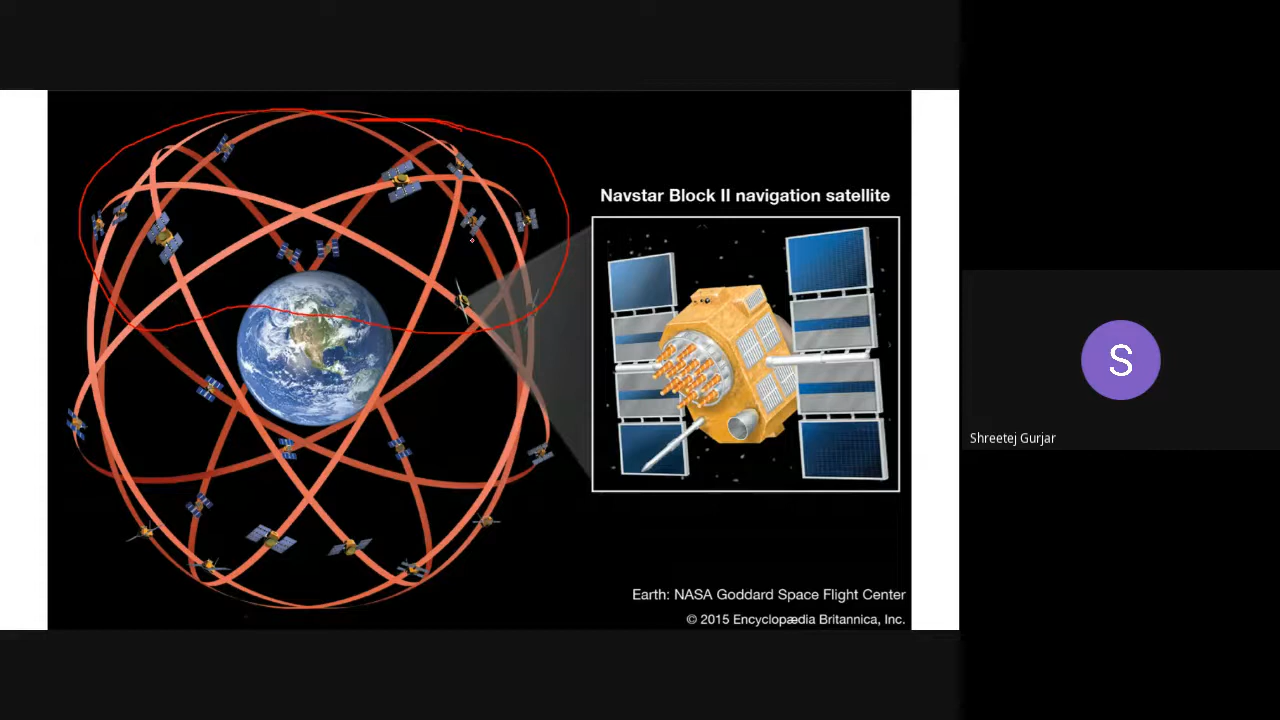 Navstar Block II navigation satellite
Earth: NASA Goddard Space Flight Center
© 2015 Encyclopædia Britannica, Inc.
S
Shreetej Gurjar